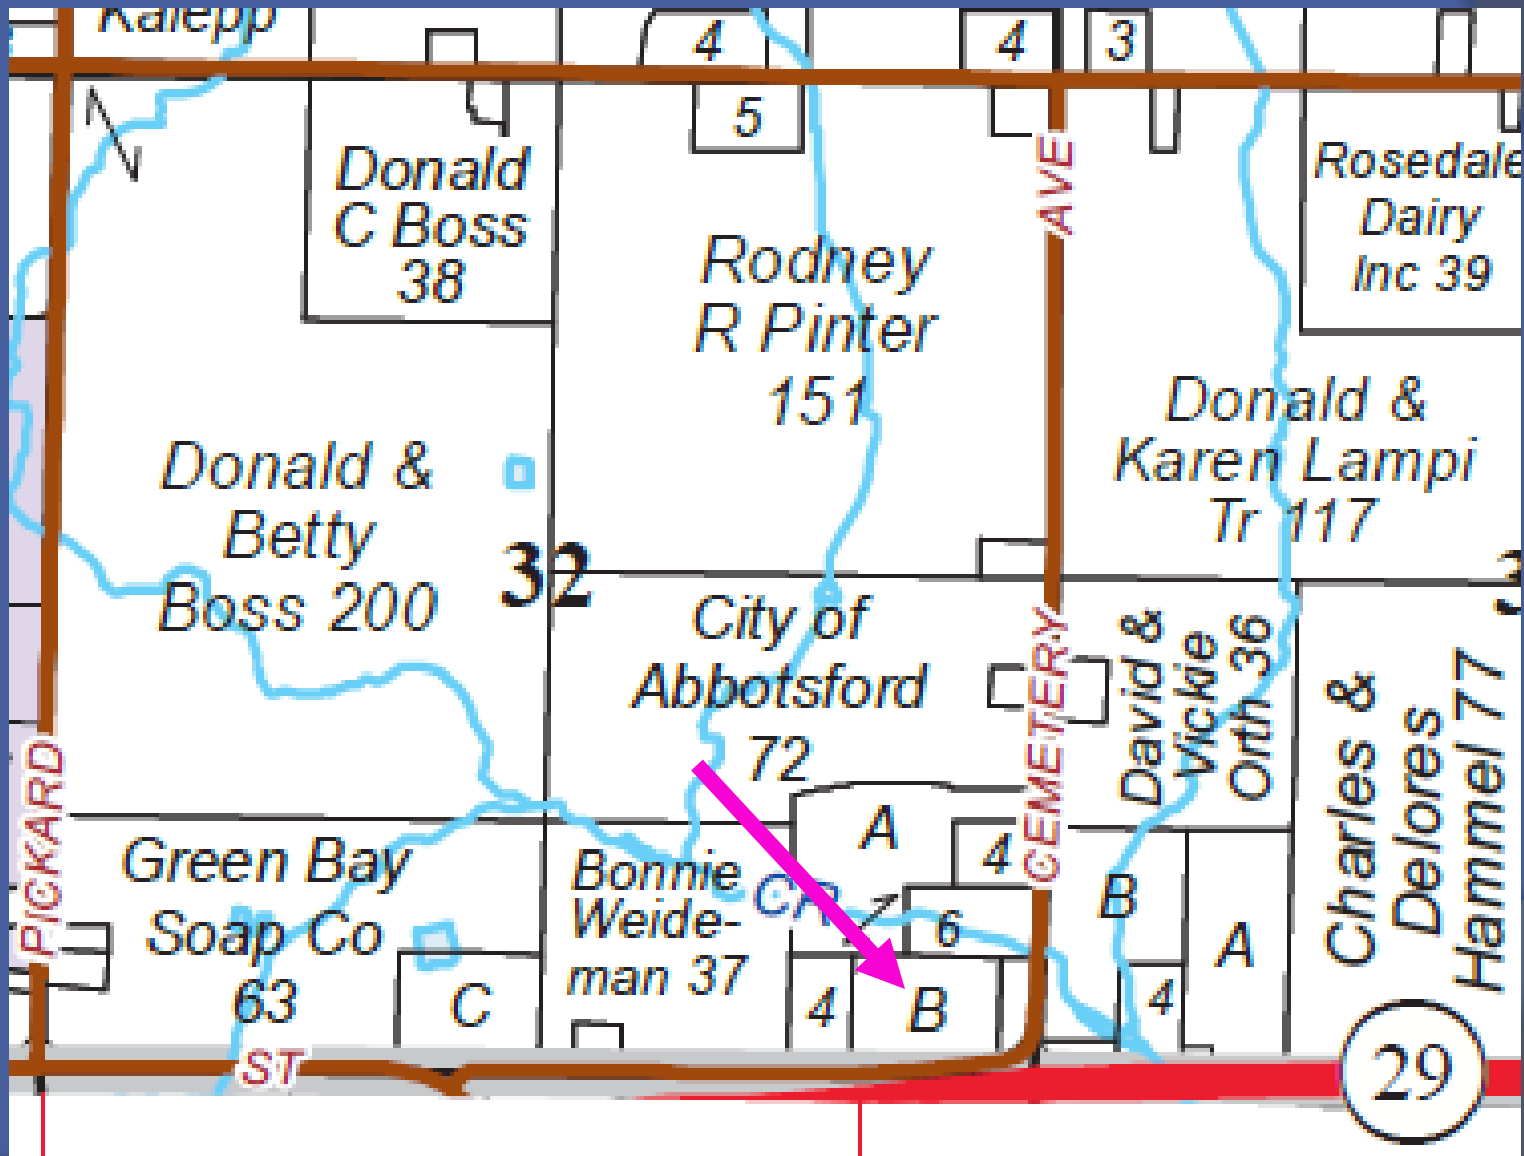 Kalepp
4
4
3
5
Donald
C Boss
38
Rodney
R Pinter
151
AVE
Rosedale
Dairy
Inc 39
Donald &
Karen Lampi
Tr 117
Donald &
Betty
Boss 200
32
City of
Abbotsford
72
CEMETERY
David &
Vickie
Orth 36
Charles &
Delores
Hammel 77
PICKARD
Green Bay
Soap Co
63
C
Bonnie
Weide-
man 37
CR
A
4
6
4
B
B
A
4
ST
29